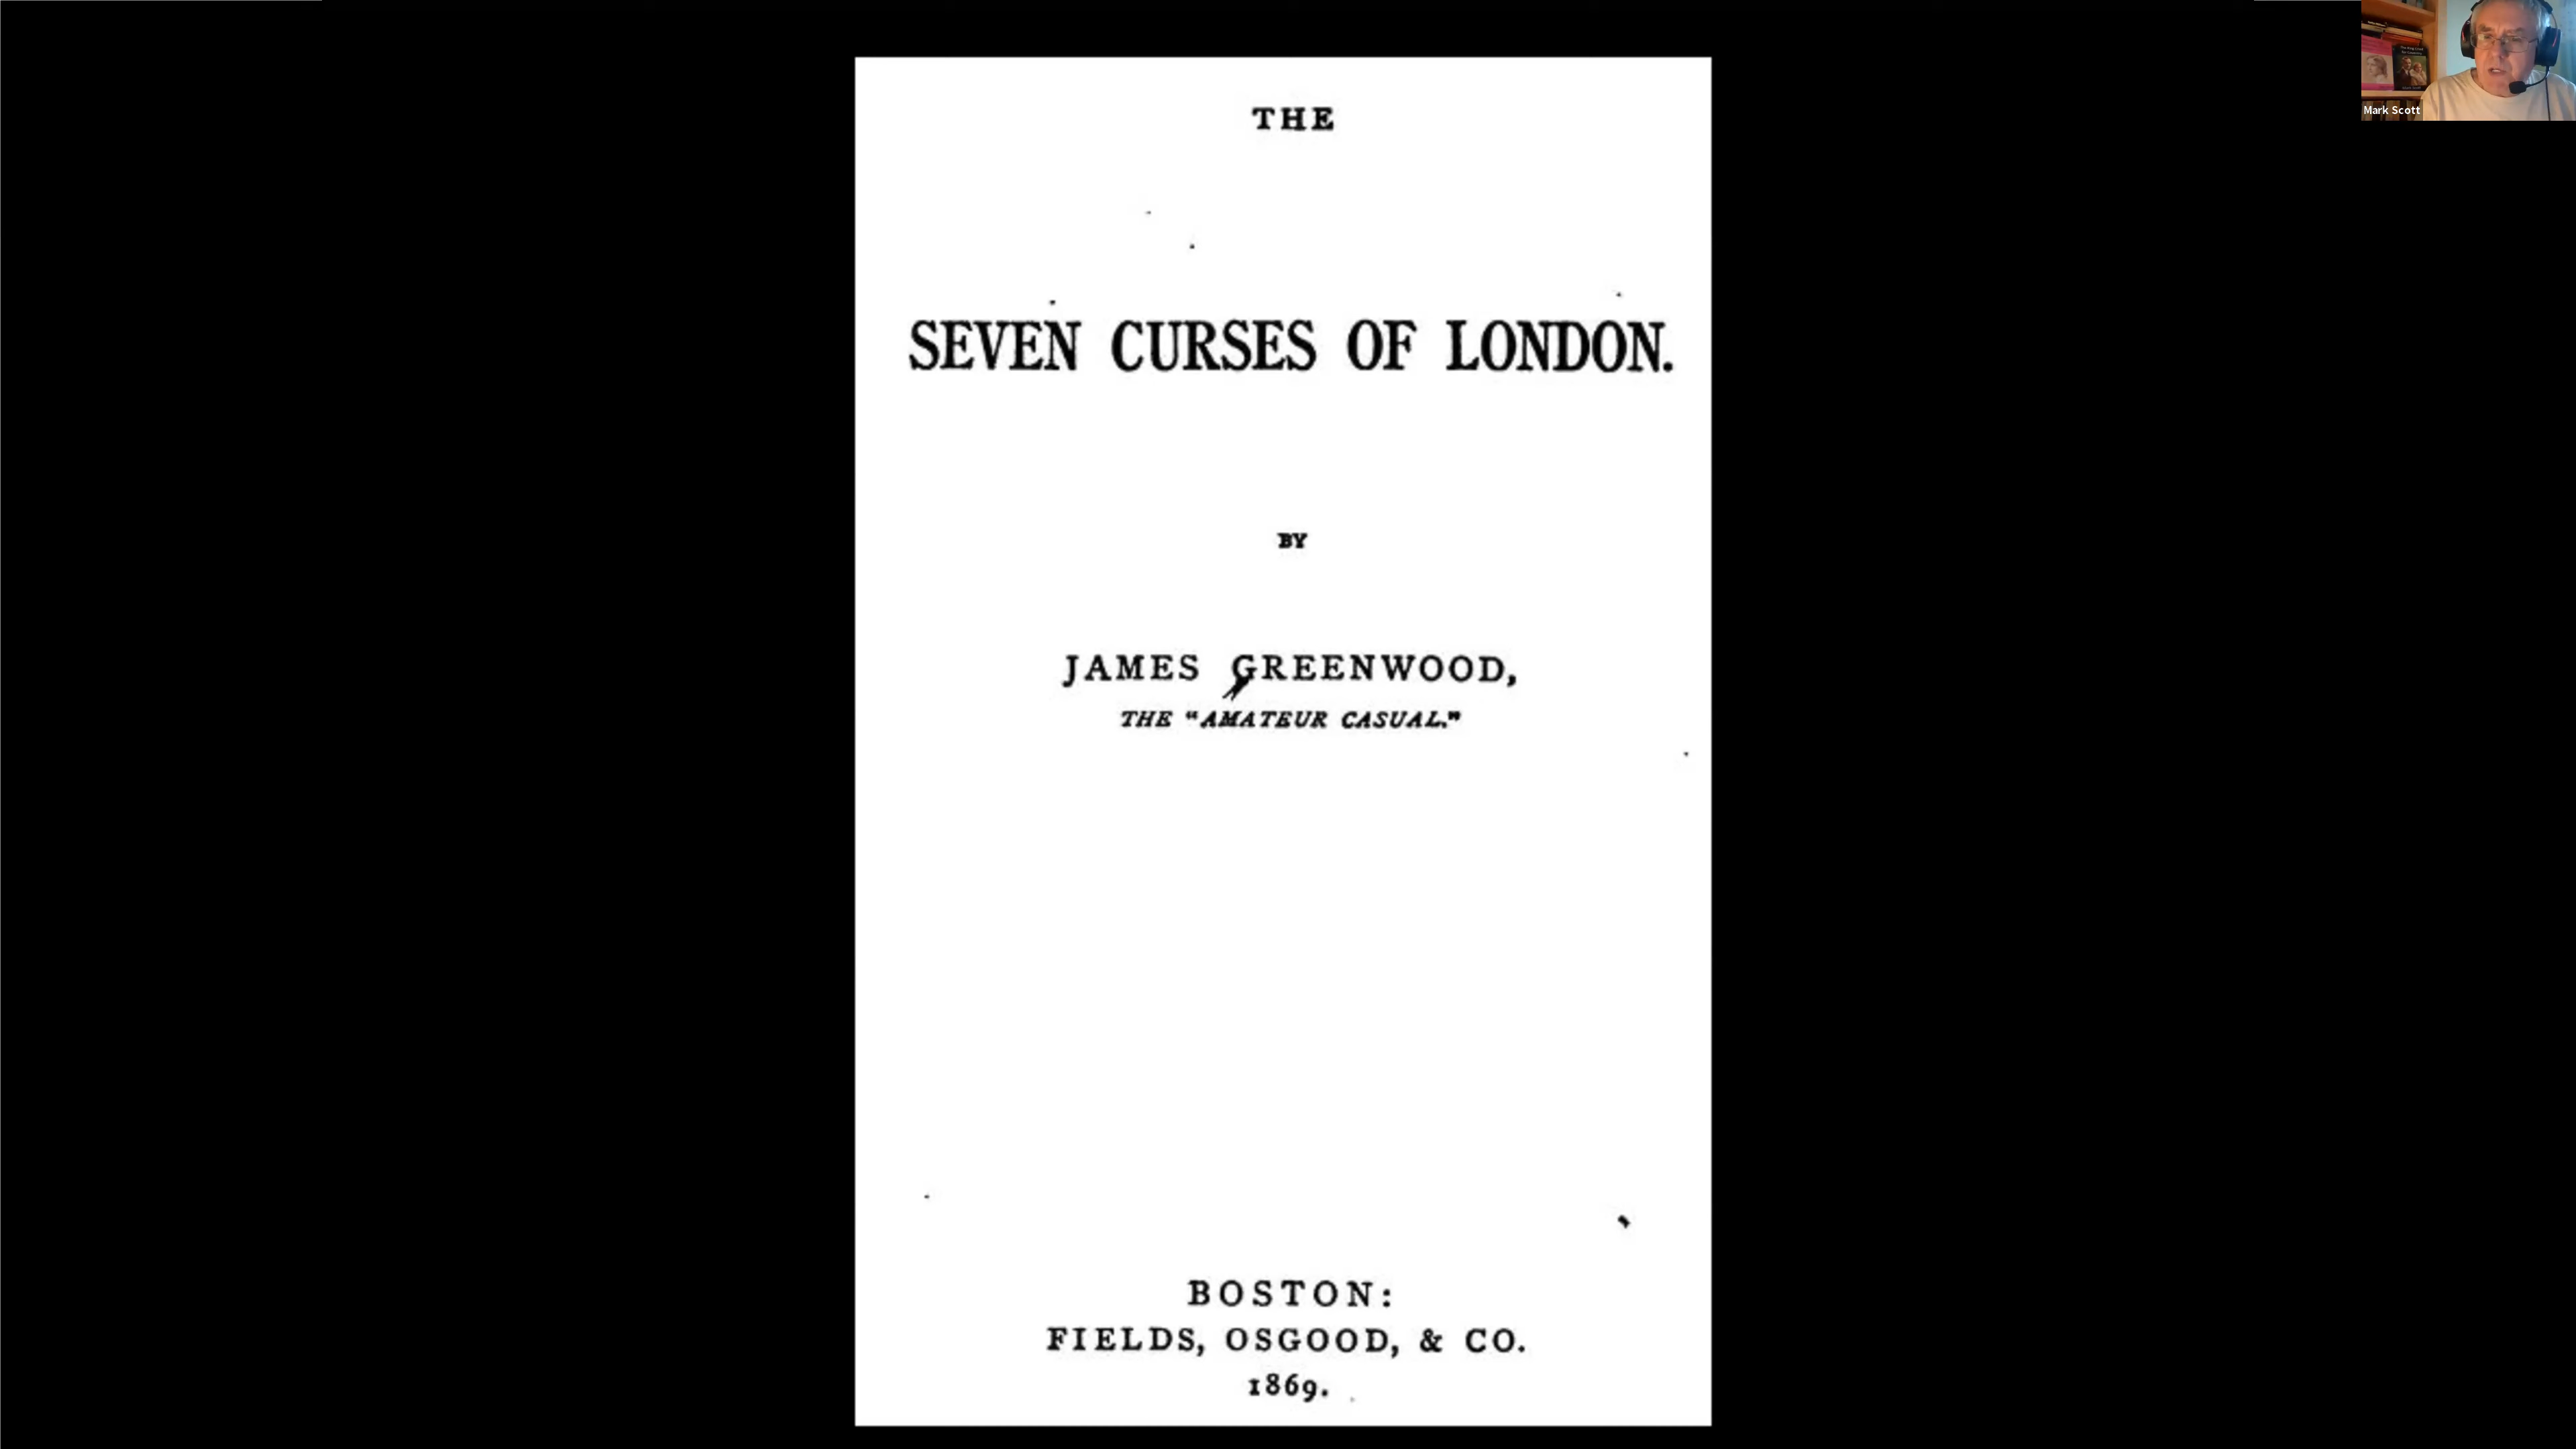 THE
SEVEN CURSES OF LONDON.
BY
JAMES GREENWOOD,
THE "AMATEUR CASUAL."
BOSTON:
FIELDS, OSGOOD, & CO.
1869.
Mark Scott